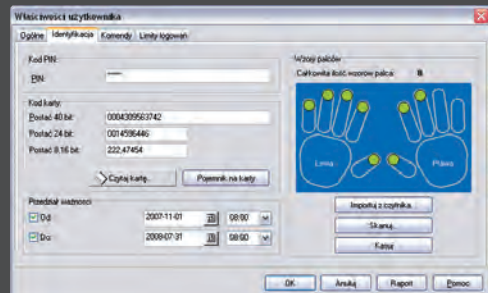 Właściwości użytkownika
Ogólne Identyfikacja Komendy Limity logowań
Kod PIN:
PIN:
Kod karty:
Postać 40 bit: 0004309563742
Postać 24 bit: 0014596446
Postać 8,16 bit: 222,47454
Czytaj kartę... Pojemnik na karty
Przedział ważności
Od: 2007-11-01 08:00
Do: 2008-07-31 08:00
Wzory palców
Całkowita ilość wzorów palca: 8
Lewa Prawa
Importuj z czytnika...
Skanuj...
Kasuj
OK Anuluj Raport Pomoc